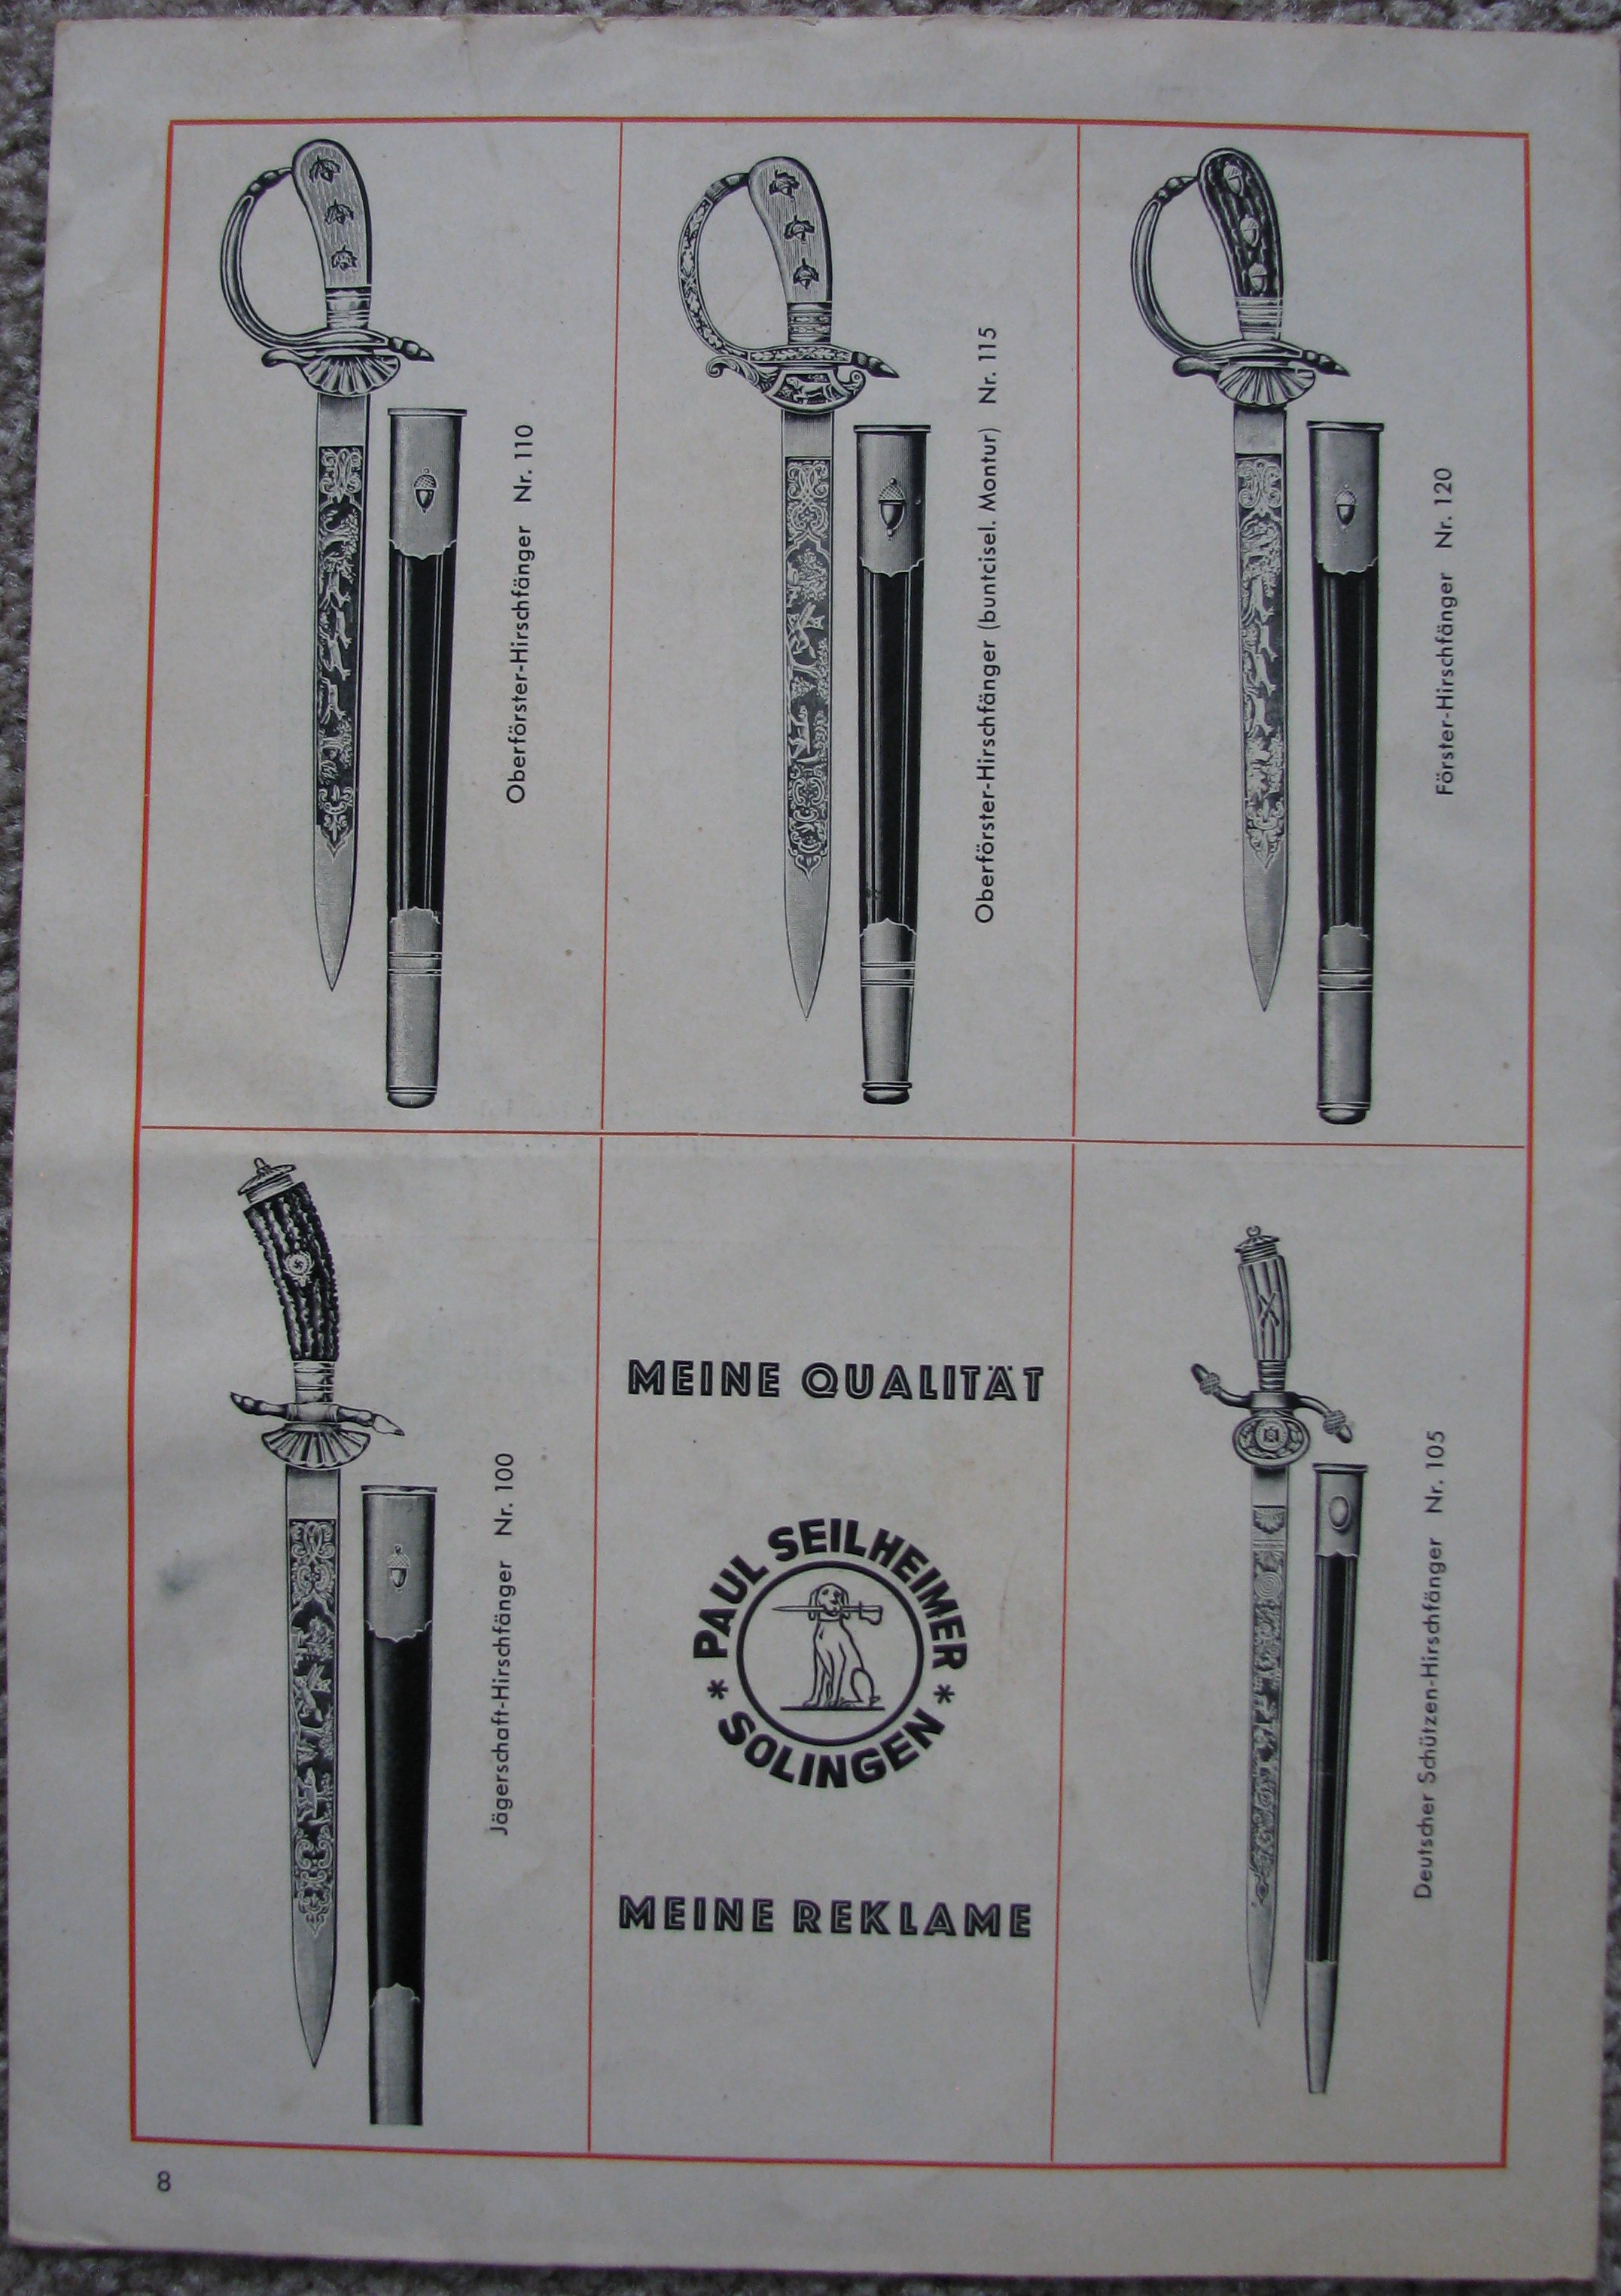 Oberförster-Hirschfänger Nr. 110
Oberförster-Hirschfänger (buntcisel. Montur) Nr. 115
Förster-Hirschfänger Nr. 120
Jägerschaft-Hirschfänger Nr. 100
MEINE QUALITÄT
PAUL SEILHEIMER
* SOLINGEN *
MEINE REKLAME
Deutscher Schützen-Hirschfänger Nr. 105
8